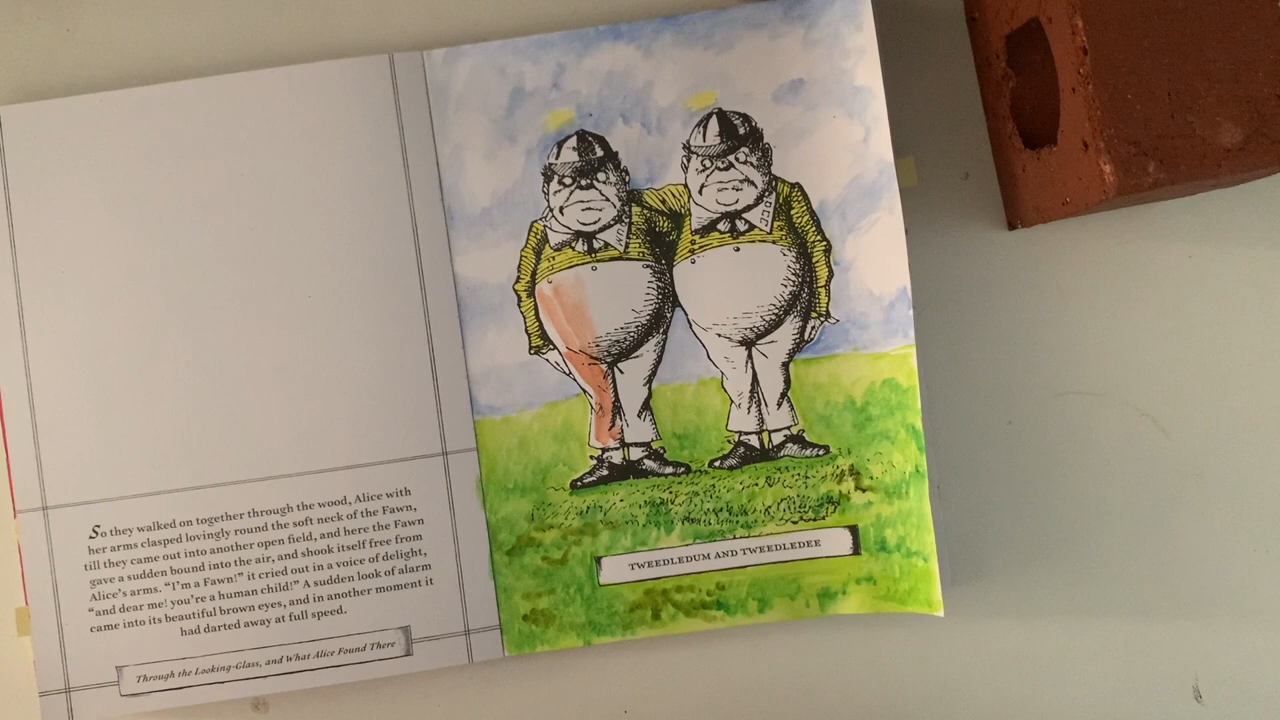 So they walked on together through the wood, Alice with
her arms clasped lovingly round the soft neck of the Fawn,
till they came out into another open field, and here the Fawn
gave a sudden bound into the air, and shook itself free from
Alice's arms. “I'm a Fawn!” it cried out in a voice of delight,
“and dear me! you're a human child!” A sudden look of alarm
came into its beautiful brown eyes, and in another moment it
had darted away at full speed.
Through the Looking-Glass, and What Alice Found There
TWEEDLEDUM AND TWEEDLEDEE